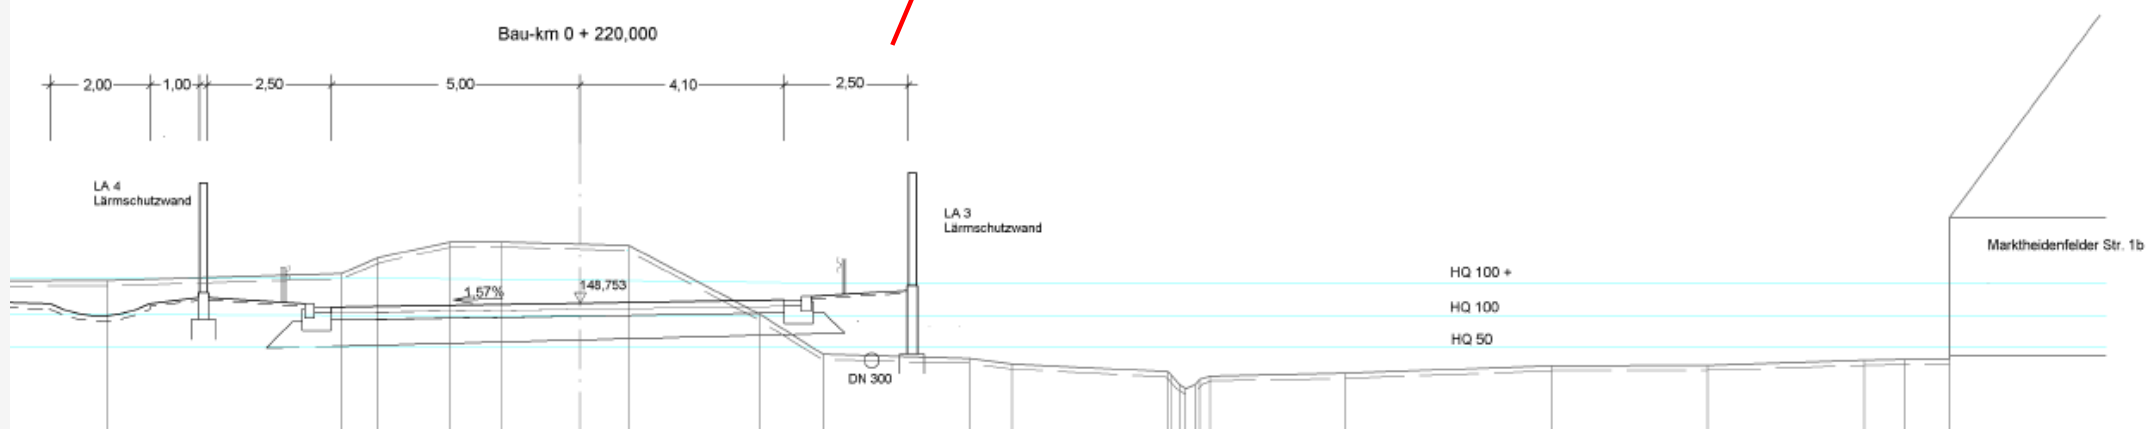 Bau-km 0 + 220,000
2,00 1,00 2,50 5,00 4,10 2,50
LA 4
Lärmschutzwand
LA 3
Lärmschutzwand
Marktheidenfelder Str. 1b
HQ 100 +
1,57%
148,753
HQ 100
HQ 50
DN 300